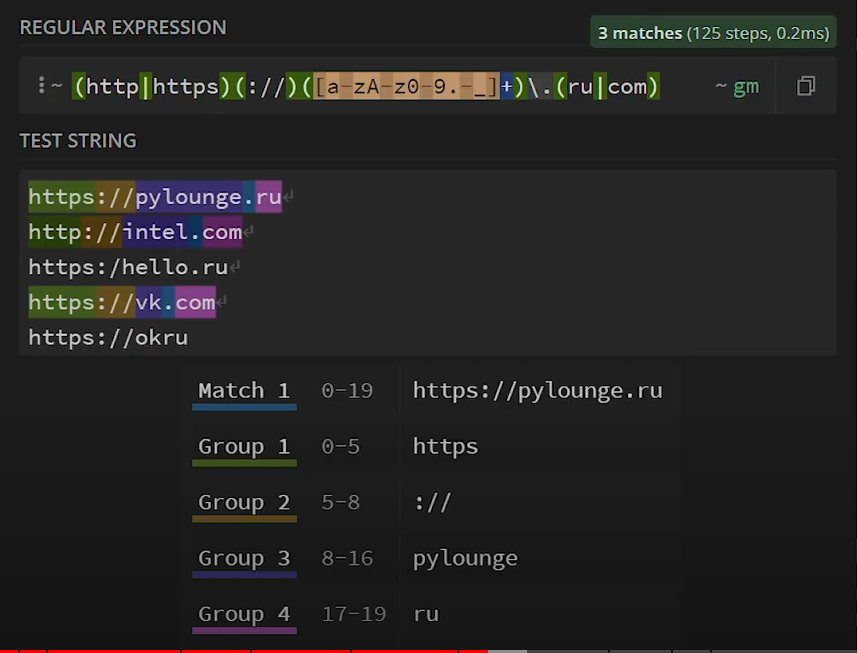 REGULAR EXPRESSION
3 matches (125 steps, 0.2ms)
⋮~ (http|https)(://)([a-zA-z0-9.-_]+)\.(ru|com) ~ gm
TEST STRING
https://pylounge.ru↵
http://intel.com↵
https:/hello.ru↵
https://vk.com↵
https://okru
Match 1 0-19 https://pylounge.ru
Group 1 0-5 https
Group 2 5-8 ://
Group 3 8-16 pylounge
Group 4 17-19 ru